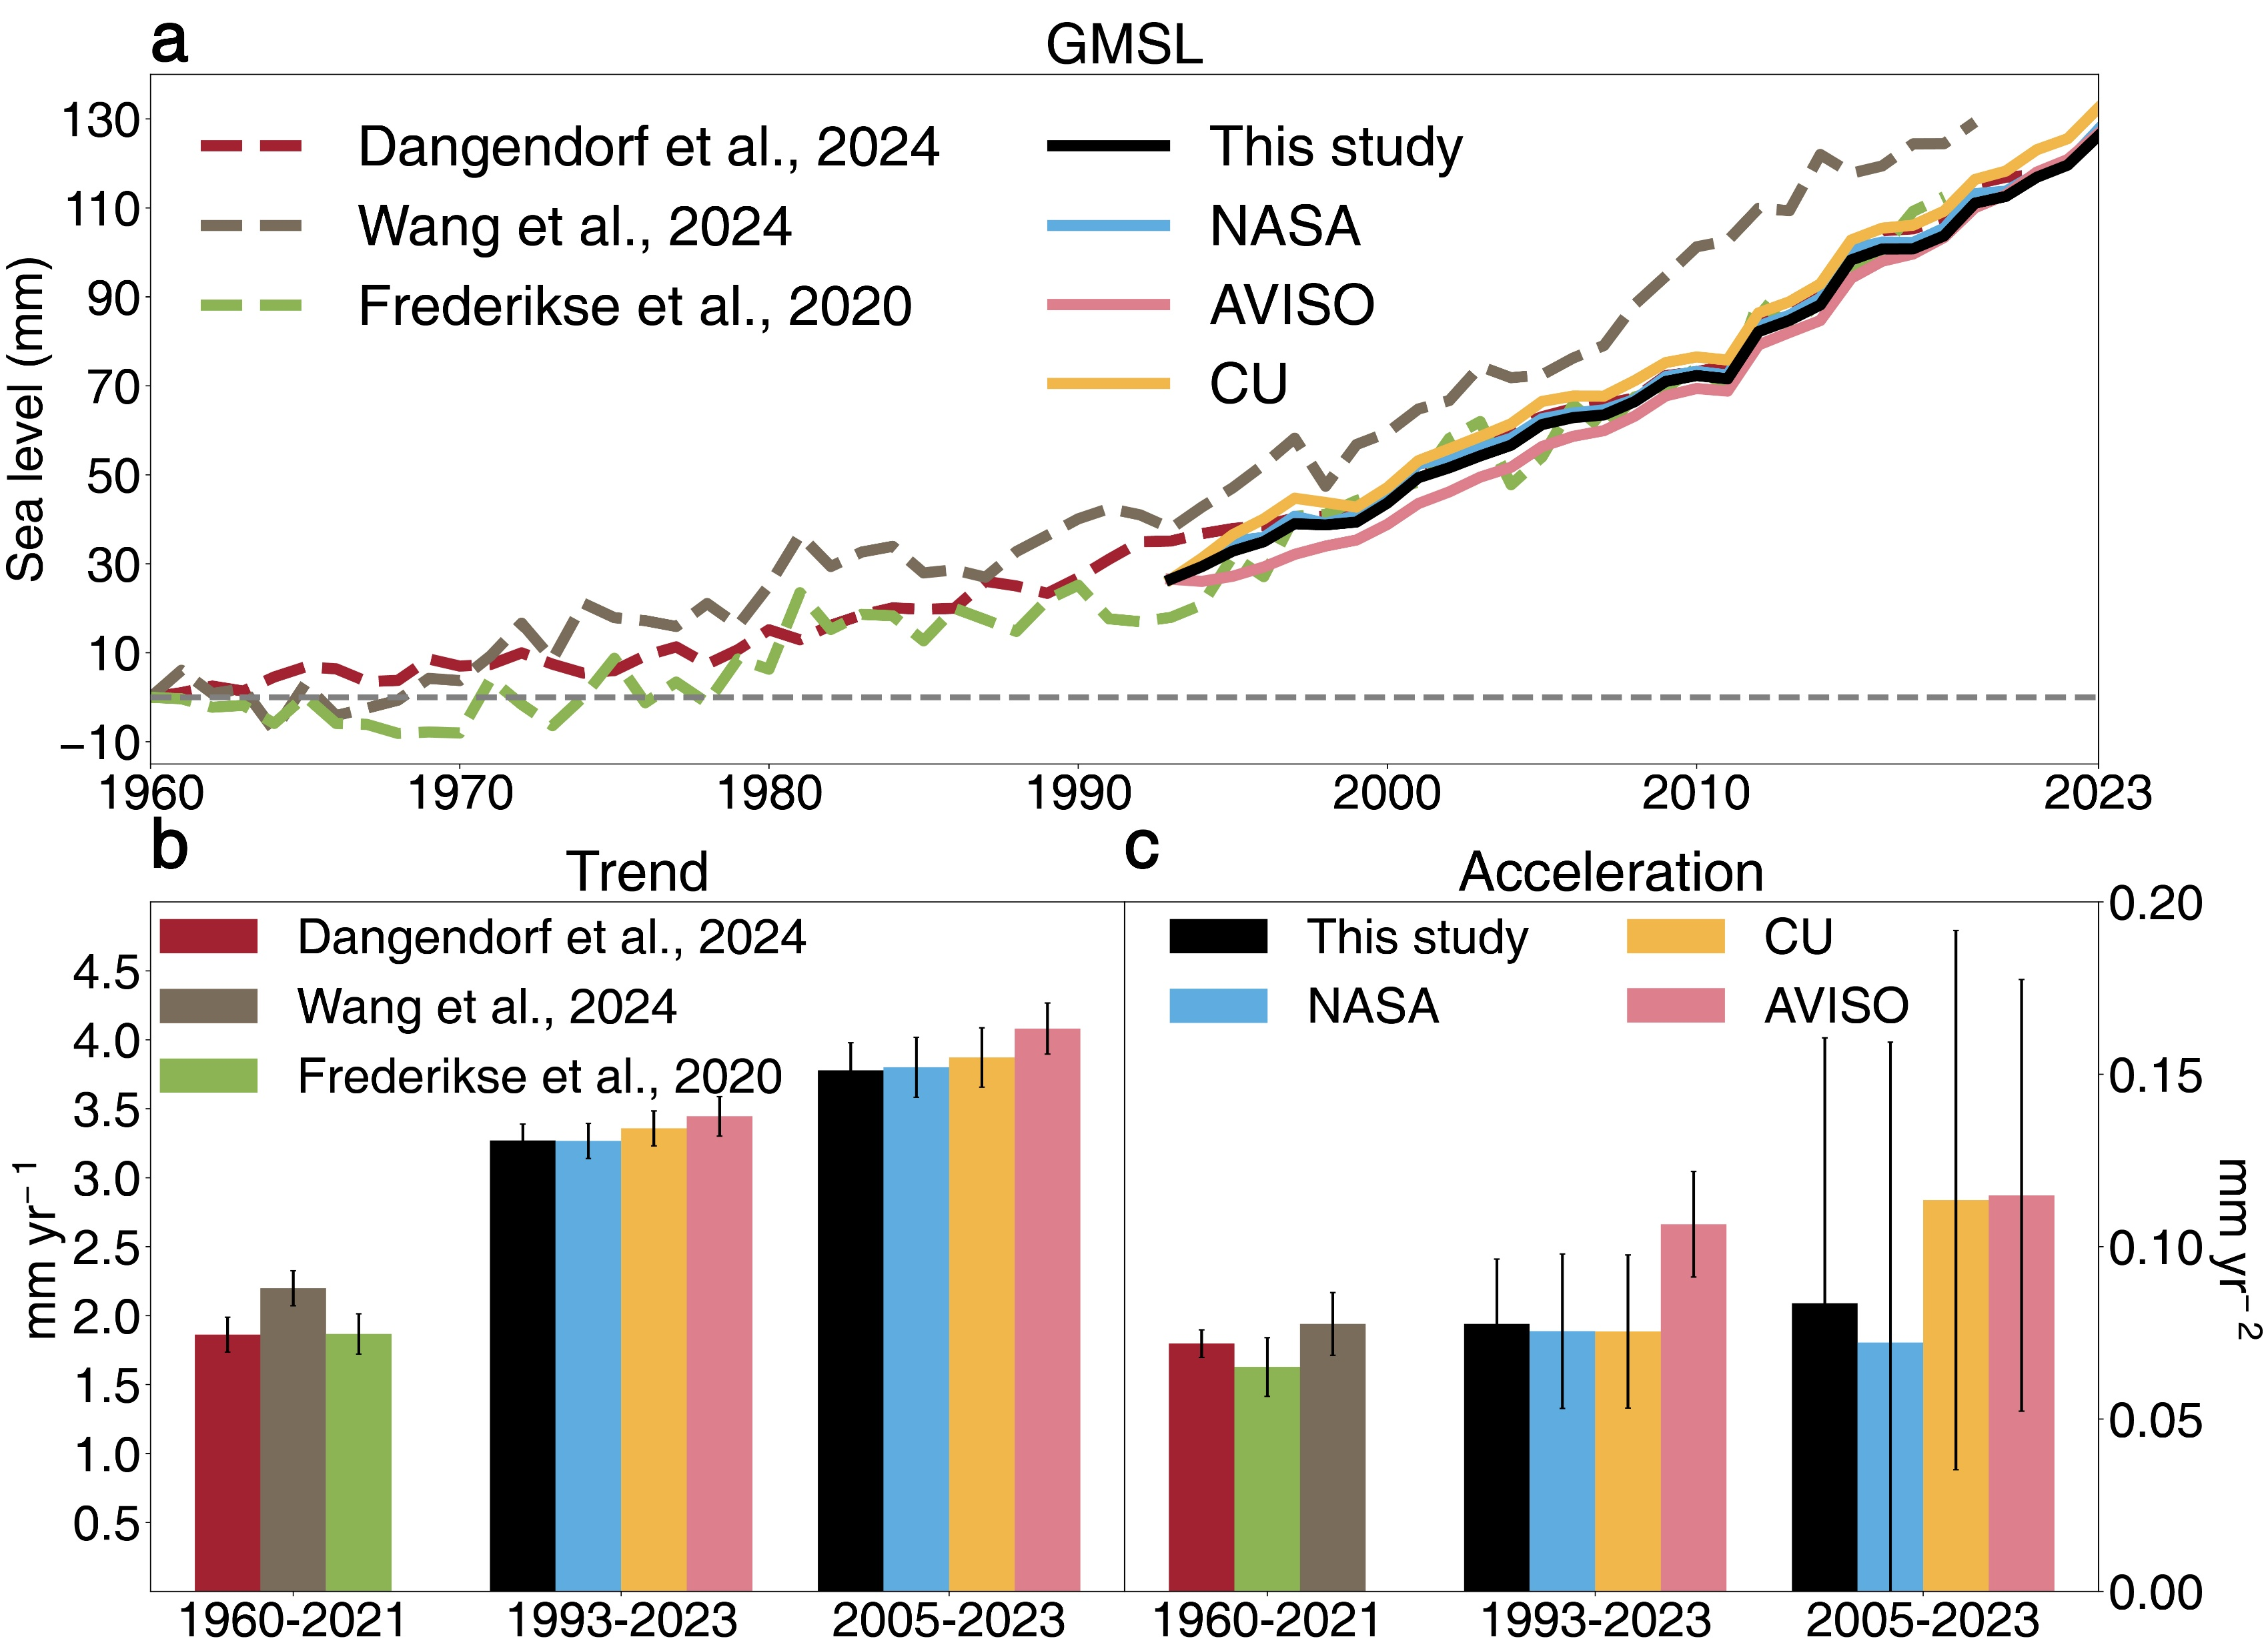 a
GMSL
130
110
90
70
50
30
10
−10
Sea level (mm)
Dangendorf et al., 2024
Wang et al., 2024
Frederikse et al., 2020
This study
NASA
AVISO
CU
1960
1970
1980
1990
2000
2010
2023
b
Trend
4.5
4.0
3.5
3.0
2.5
2.0
1.5
1.0
0.5
mm yr⁻¹
Dangendorf et al., 2024
Wang et al., 2024
Frederikse et al., 2020
1960-2021
1993-2023
2005-2023
c
Acceleration
This study
NASA
CU
AVISO
0.20
0.15
0.10
0.05
0.00
mm yr⁻²
1960-2021
1993-2023
2005-2023